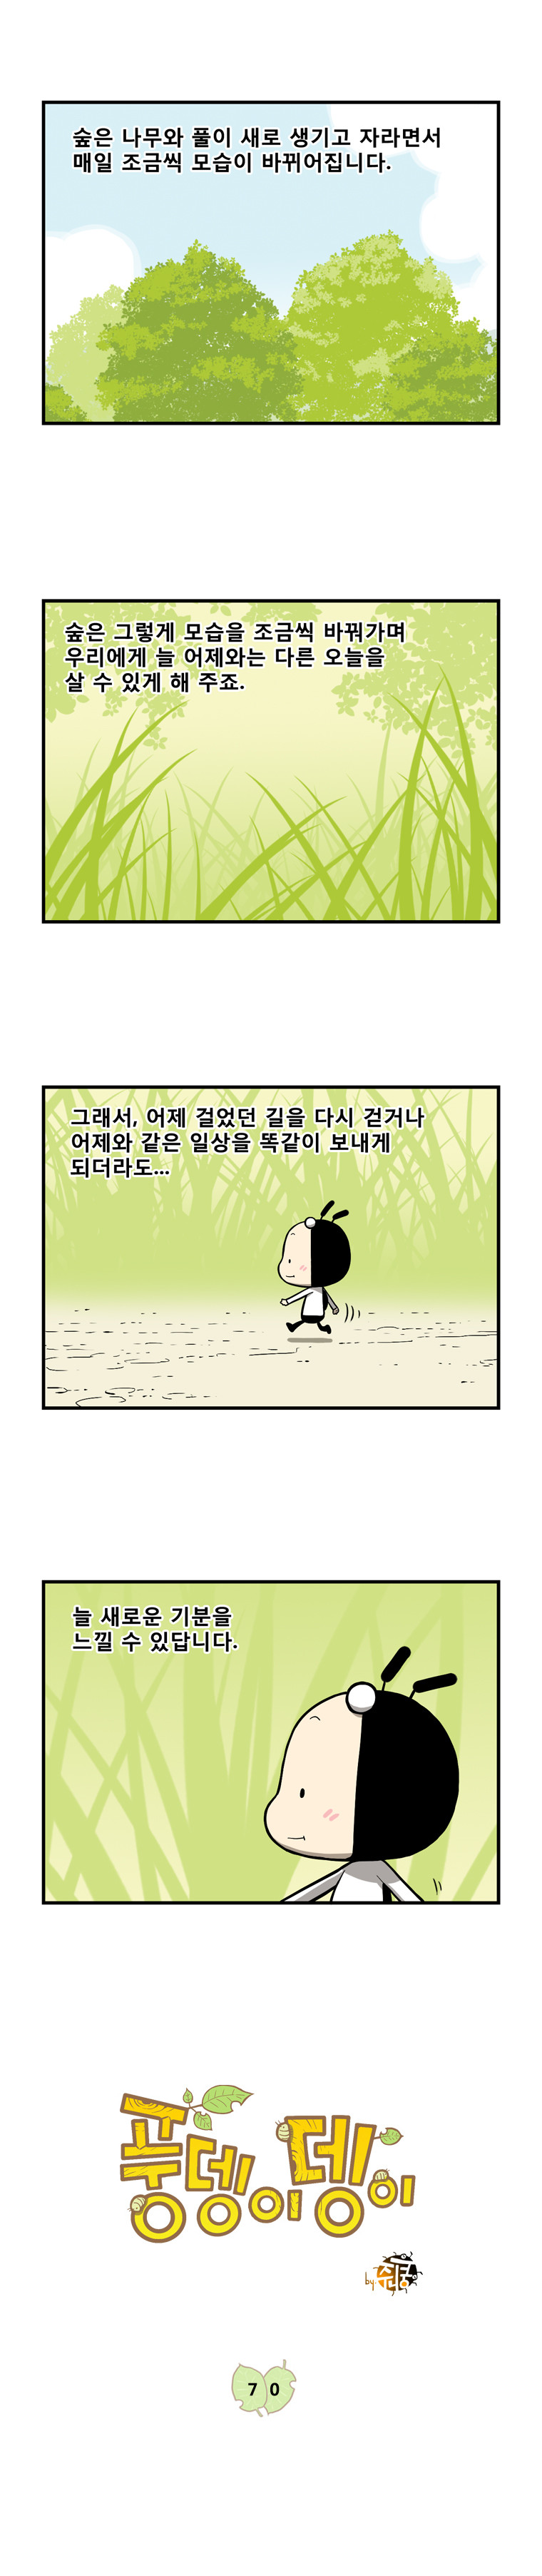 숲은 나무와 풀이 새로 생기고 자라면서
매일 조금씩 모습이 바뀌어집니다.
숲은 그렇게 모습을 조금씩 바꿔가며
우리에게 늘 어제와는 다른 오늘을
살 수 있게 해 주죠.
그래서, 어제 걸었던 길을 다시 걷거나
어제와 같은 일상을 똑같이 보내게
되더라도...
늘 새로운 기분을
느낄 수 있답니다.
풍뎅이뎅이
by.
70